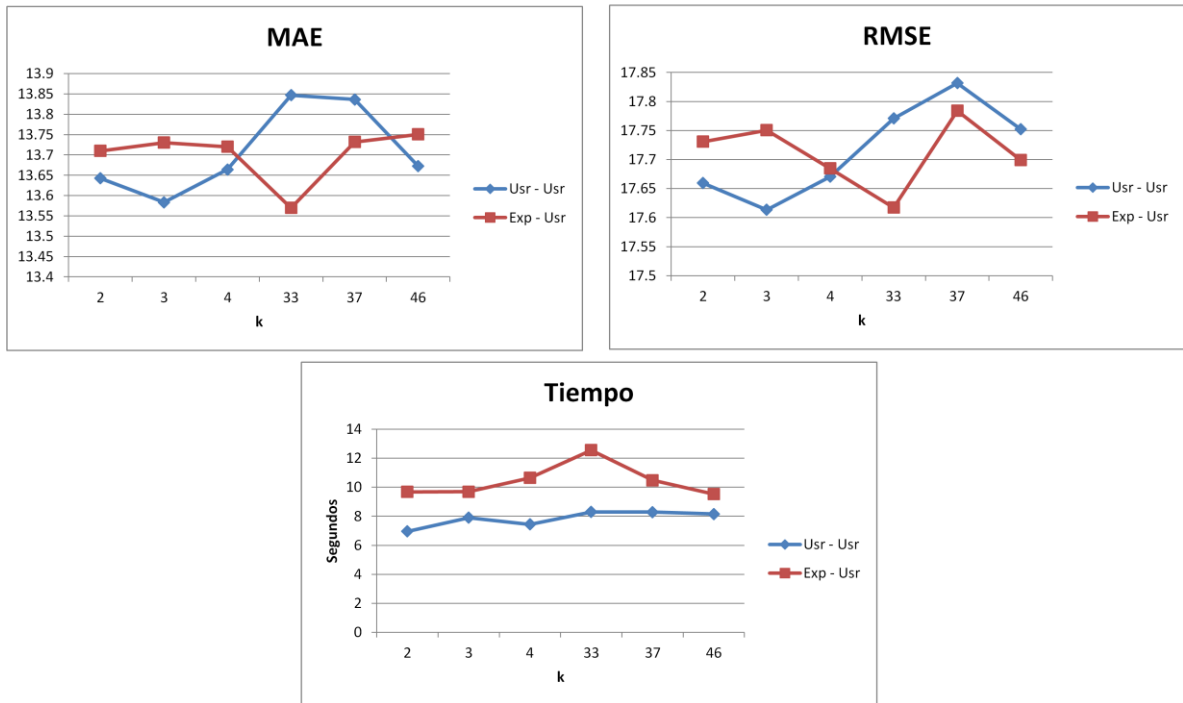 MAE
13.9
13.85
13.8
13.75
13.7
13.65
13.6
13.55
13.5
13.45
13.4
2 3 4 33 37 46
k
Usr - Usr
Exp - Usr
RMSE
17.85
17.8
17.75
17.7
17.65
17.6
17.55
17.5
2 3 4 33 37 46
k
Usr - Usr
Exp - Usr
Tiempo
Segundos
14
12
10
8
6
4
2
0
2 3 4 33 37 46
k
Usr - Usr
Exp - Usr